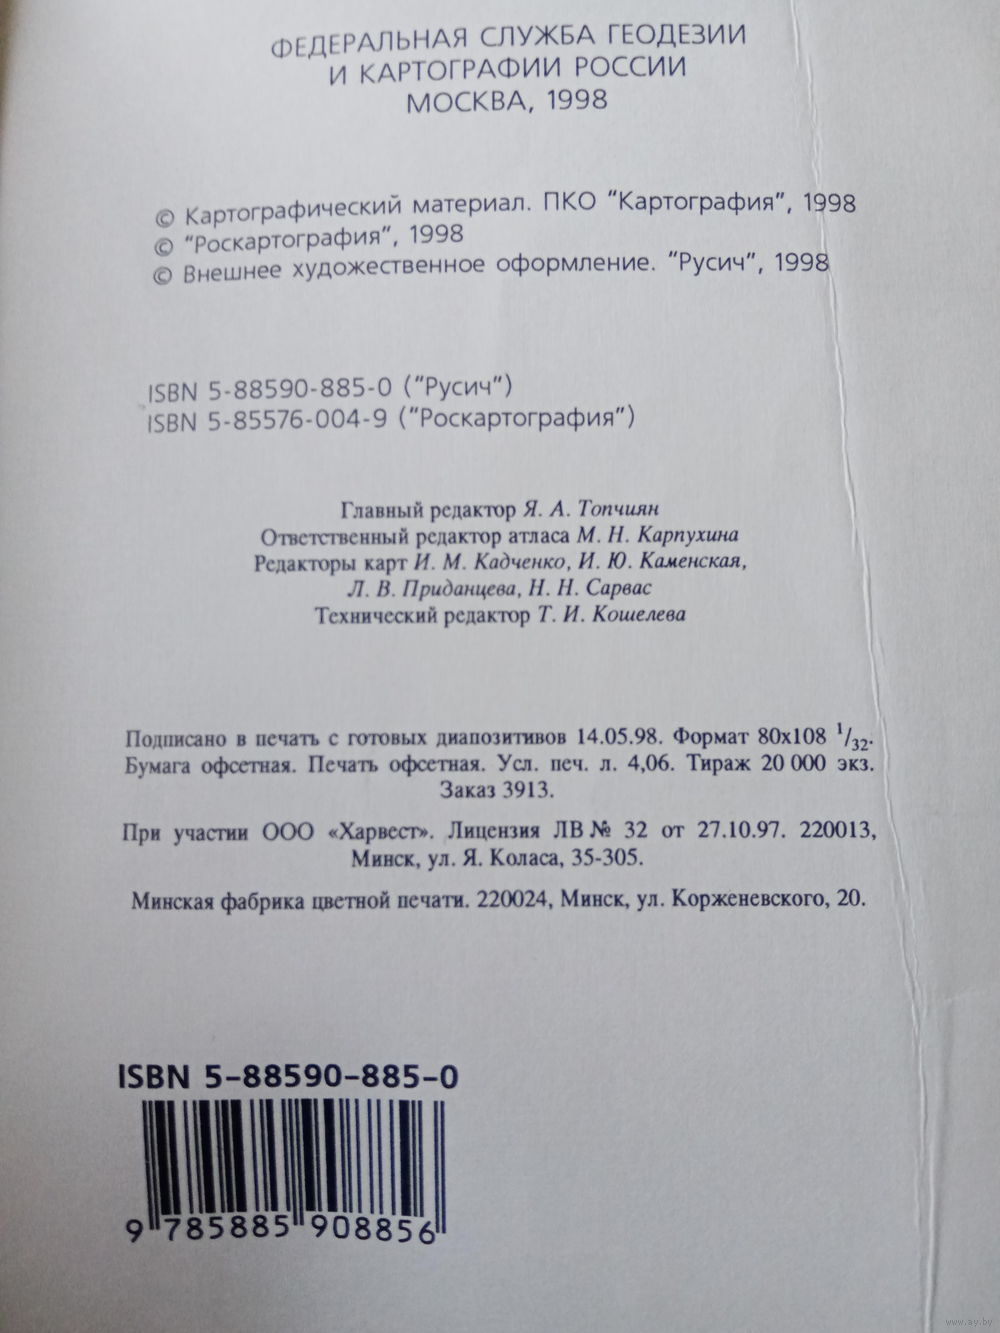 ФЕДЕРАЛЬНАЯ СЛУЖБА ГЕОДЕЗИИ
И КАРТОГРАФИИ РОССИИ
МОСКВА, 1998
© Картографический материал. ПКО "Картография", 1998
© "Роскартография", 1998
© Внешнее художественное оформление. "Русич", 1998
ISBN 5-88590-885-0 ("Русич")
ISBN 5-85576-004-9 ("Роскартография")
Главный редактор Я. А. Топчиян
Ответственный редактор атласа М. Н. Карпухина
Редакторы карт И. М. Кадченко, И. Ю. Каменская,
Л. В. Приданцева, Н. Н. Сарвас
Технический редактор Т. И. Кошелева
Подписано в печать с готовых диапозитивов 14.05.98. Формат 80х108 1/32.
Бумага офсетная. Печать офсетная. Усл. печ. л. 4,06. Тираж 20 000 экз.
Заказ 3913.
При участии ООО «Харвест». Лицензия ЛВ № 32 от 27.10.97. 220013,
Минск, ул. Я. Коласа, 35-305.
Минская фабрика цветной печати. 220024, Минск, ул. Корженевского, 20.
ISBN 5-88590-885-0
9 785885 908856
www.ay.by